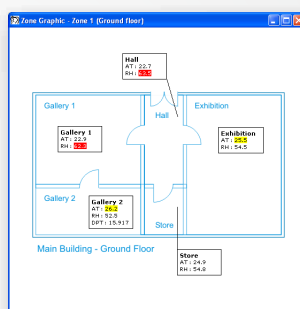 Zone Graphic - Zone 1 (Ground floor)
Hall
AT : 22.7
RH : 62.5
Gallery 1
Hall
Exhibition
Gallery 1
AT : 22.9
RH : 62.3
Exhibition
AT : 25.5
RH : 54.5
Gallery 2
Gallery 2
AT : 26.2
RH : 52.5
DPT : 15.917
Store
Main Building - Ground Floor
Store
AT : 24.9
RH : 54.8